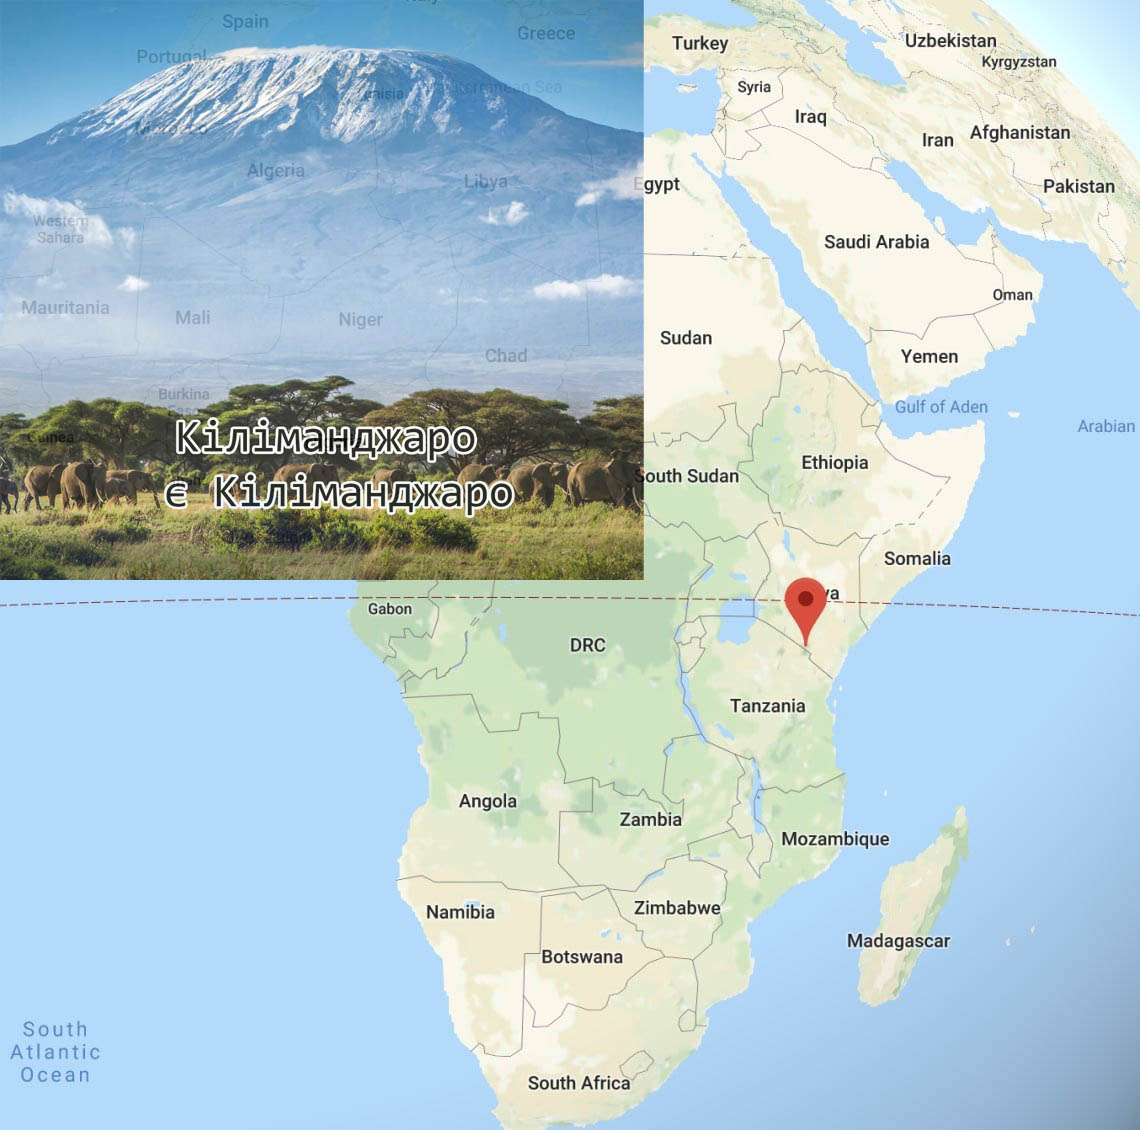 Spain
Greece
Portugal
Algeria
Libya
Western
Sahara
Mauritania
Mali
Niger
Chad
Burkina
Guinea
Кіліманджаро
є Кіліманджаро
Turkey
Uzbekistan
Kyrgyzstan
Syria
Iraq
Iran
Afghanistan
Pakistan
Egypt
Saudi Arabia
Oman
Sudan
Yemen
Gulf of Aden
Arabian
Ethiopia
South Sudan
Somalia
Gabon
DRC
Tanzania
Angola
Zambia
Mozambique
Namibia
Zimbabwe
Madagascar
Botswana
South
Atlantic
Ocean
South Africa